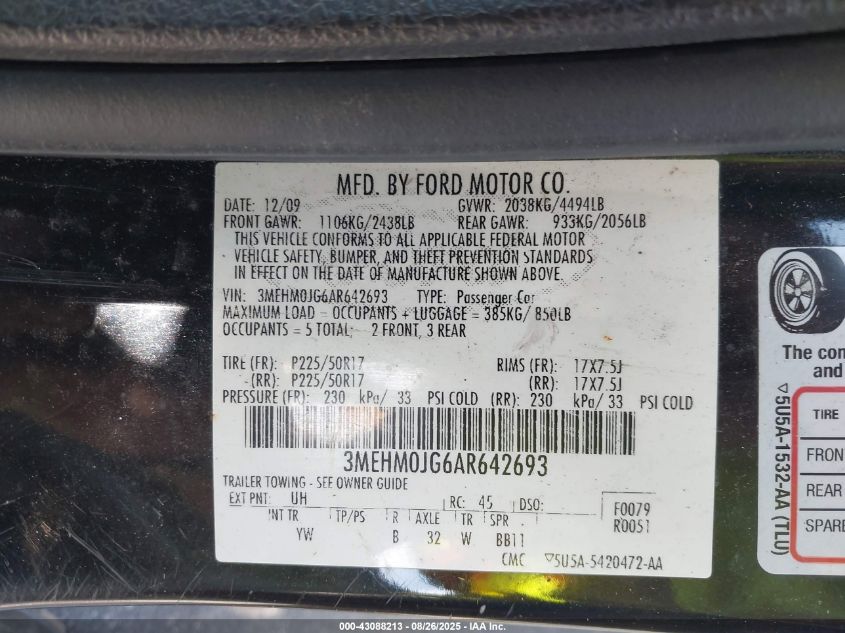 MFD. BY FORD MOTOR CO.
DATE: 12/09 GVWR: 2038KG/4494LB
FRONT GAWR: 1106KG/2438LB REAR GAWR: 933KG/2056LB
THIS VEHICLE CONFORMS TO ALL APPLICABLE FEDERAL MOTOR
VEHICLE SAFETY, BUMPER, AND THEFT PREVENTION STANDARDS
IN EFFECT ON THE DATE OF MANUFACTURE SHOWN ABOVE.
VIN: 3MEHM0JG6AR642693 TYPE: Passenger Car
MAXIMUM LOAD = OCCUPANTS + LUGGAGE = 385KG/ 850LB
OCCUPANTS = 5 TOTAL: 2 FRONT, 3 REAR
TIRE (FR): P225/50R17 RIMS (FR): 17X7.5J
(RR): P225/50R17 (RR): 17X7.5J
PRESSURE (FR): 230 kPa/ 33 PSI COLD (RR): 230 kPa/ 33 PSI COLD
3MEHM0JG6AR642693
TRAILER TOWING - SEE OWNER GUIDE
EXT PNT: UH RC: 45 DSO: F0079
INT TR TP/PS R AXLE TR SPR R0051
YW B 32 W BB11
CMC ▽5U5A-5420472-AA
The con
and
▽5U5A-1532-AA (TLU)
TIRE
FRONT
REAR
SPARE
000-43088213 - 08/26/2025 - IAA Inc.